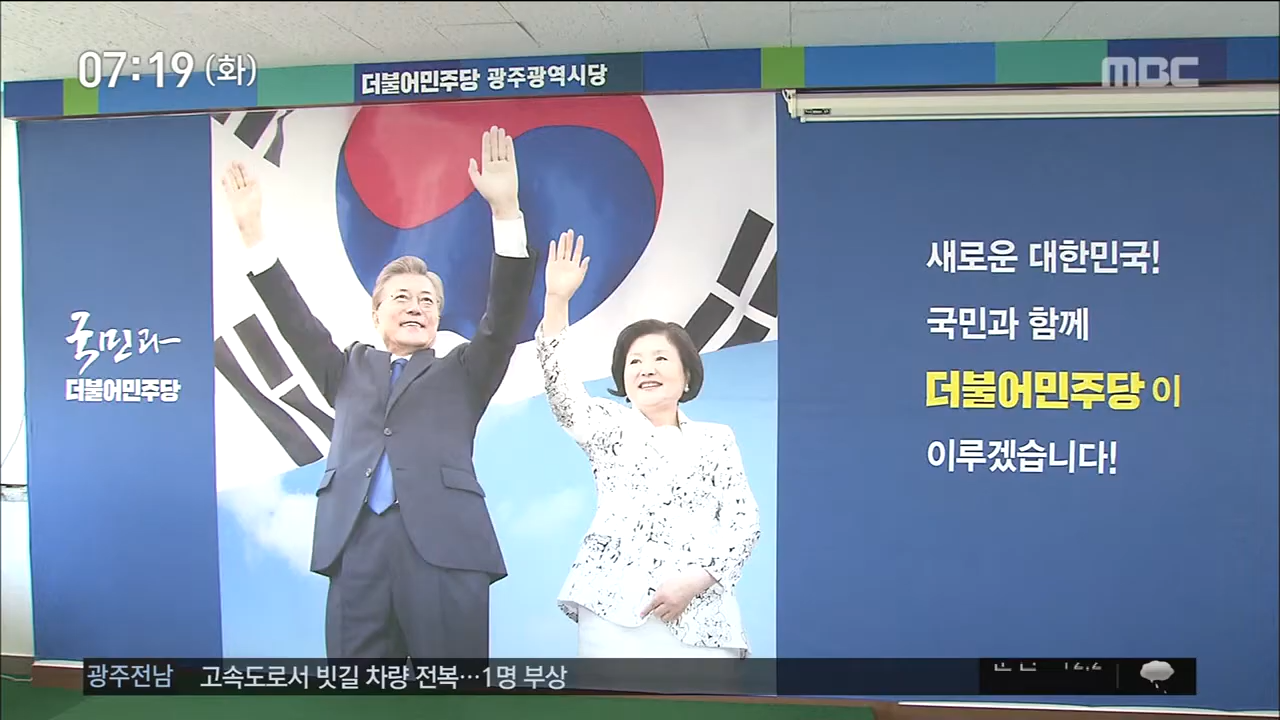 07:19 (화)
MBC
더불어민주당 광주광역시당
국민과
더불어민주당
새로운 대한민국!
국민과 함께
더불어민주당이
이루겠습니다!
광주전남 고속도로서 빗길 차량 전복…1명 부상